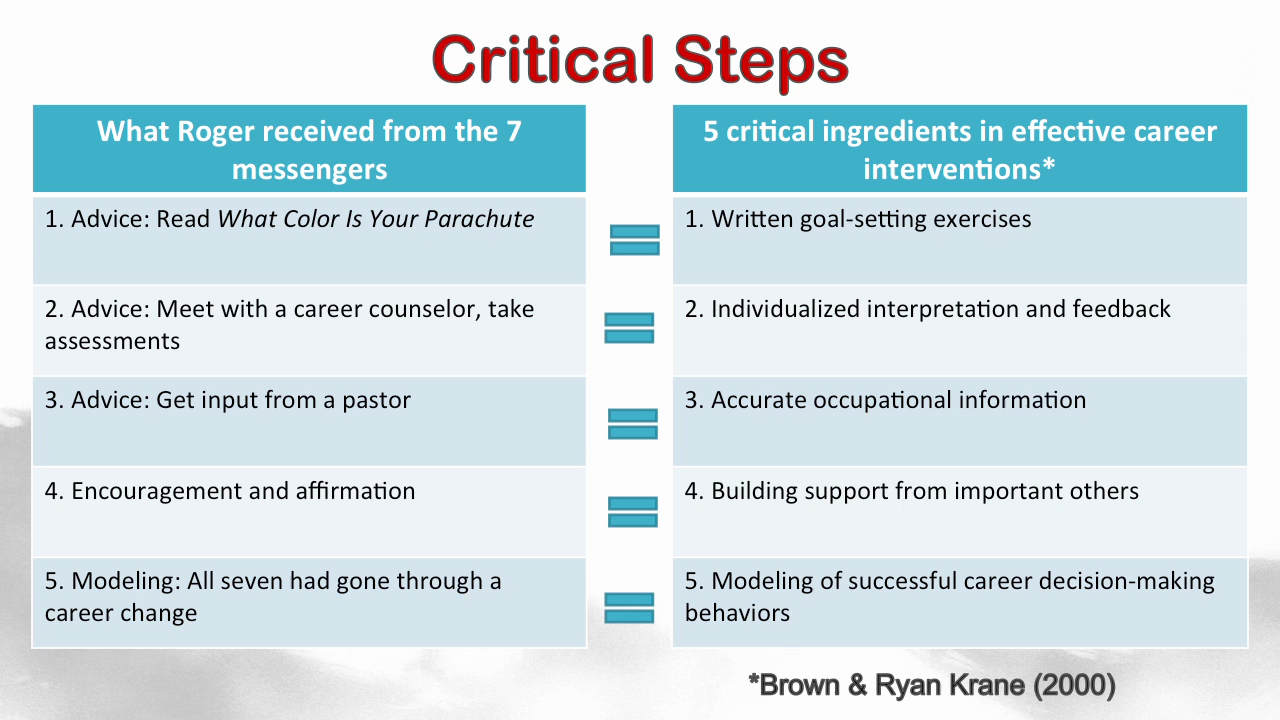 Critical Steps
What Roger received from the 7
messengers
5 critical ingredients in effective career
interventions*
1. Advice: Read What Color Is Your Parachute
1. Written goal-setting exercises
2. Advice: Meet with a career counselor, take
assessments
2. Individualized interpretation and feedback
3. Advice: Get input from a pastor
3. Accurate occupational information
4. Encouragement and affirmation
4. Building support from important others
5. Modeling: All seven had gone through a
career change
5. Modeling of successful career decision-making
behaviors
*Brown & Ryan Krane (2000)